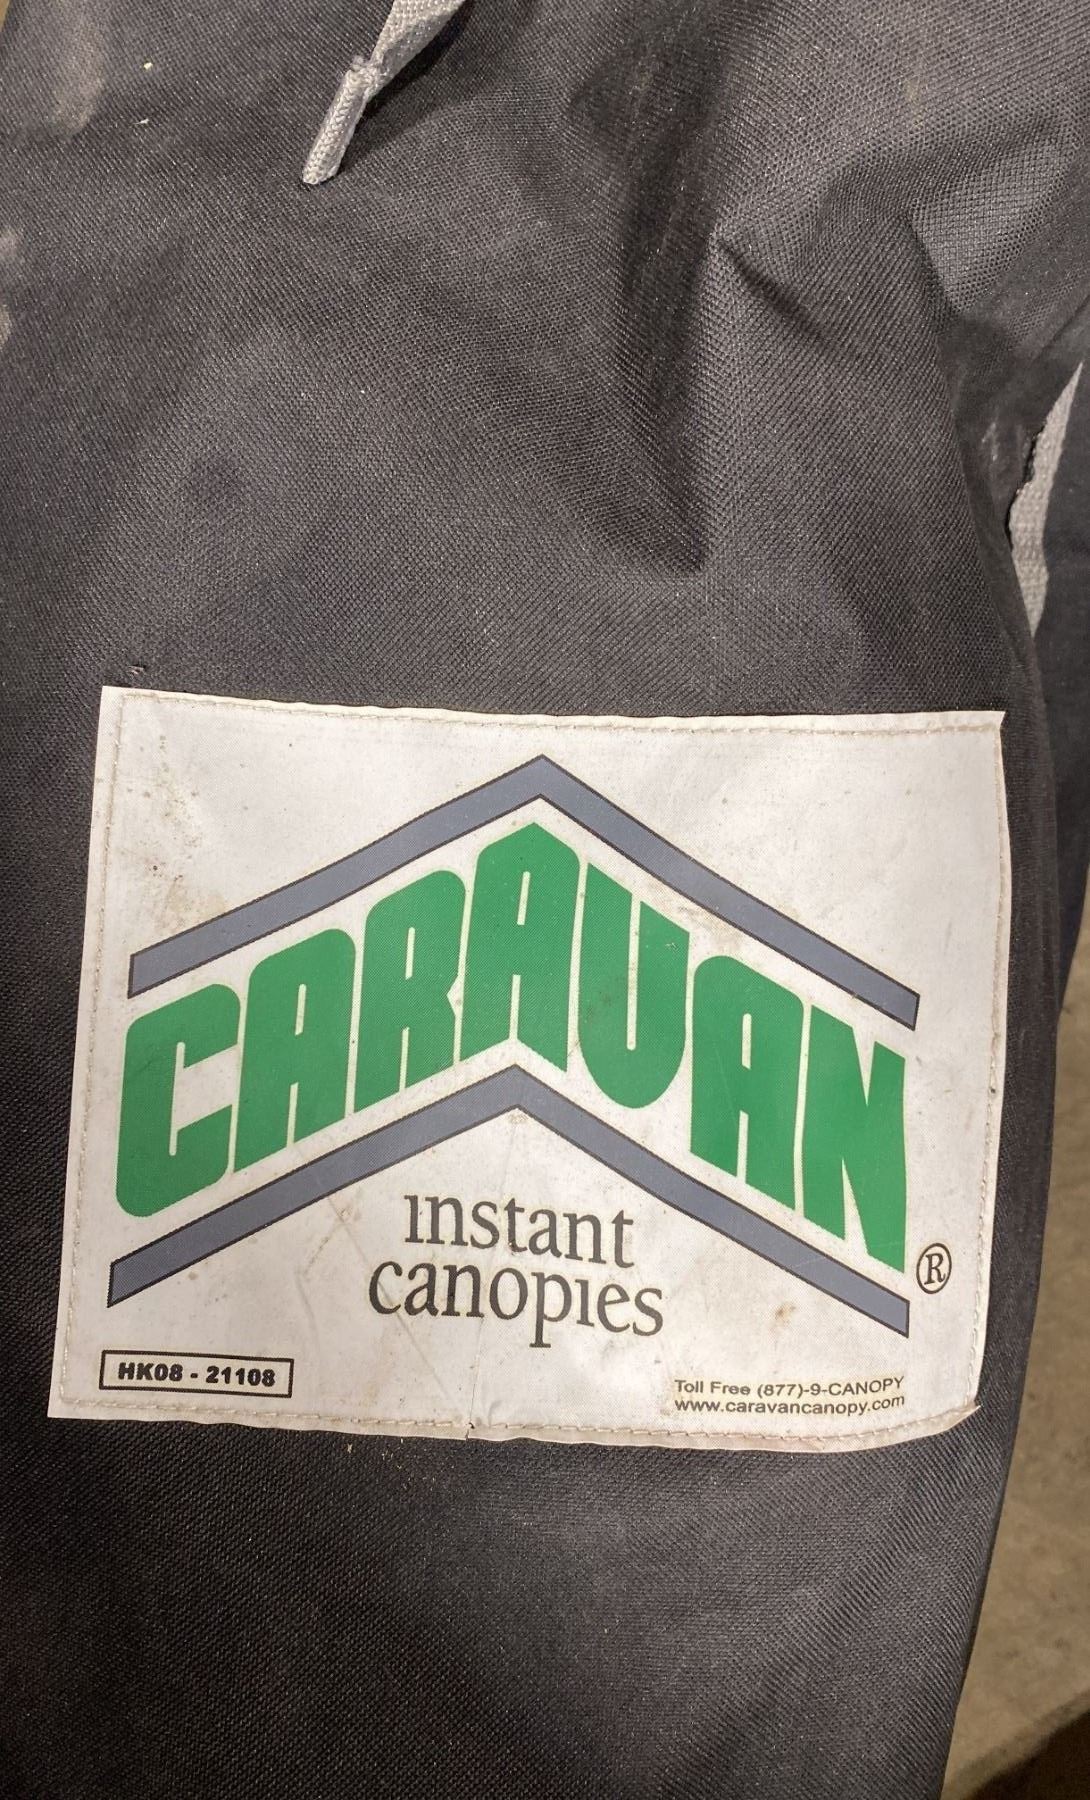 CARAVAN
instant
canopies
®
HK08 - 21108
Toll Free (877)-9-CANOPY
www.caravancanopy.com